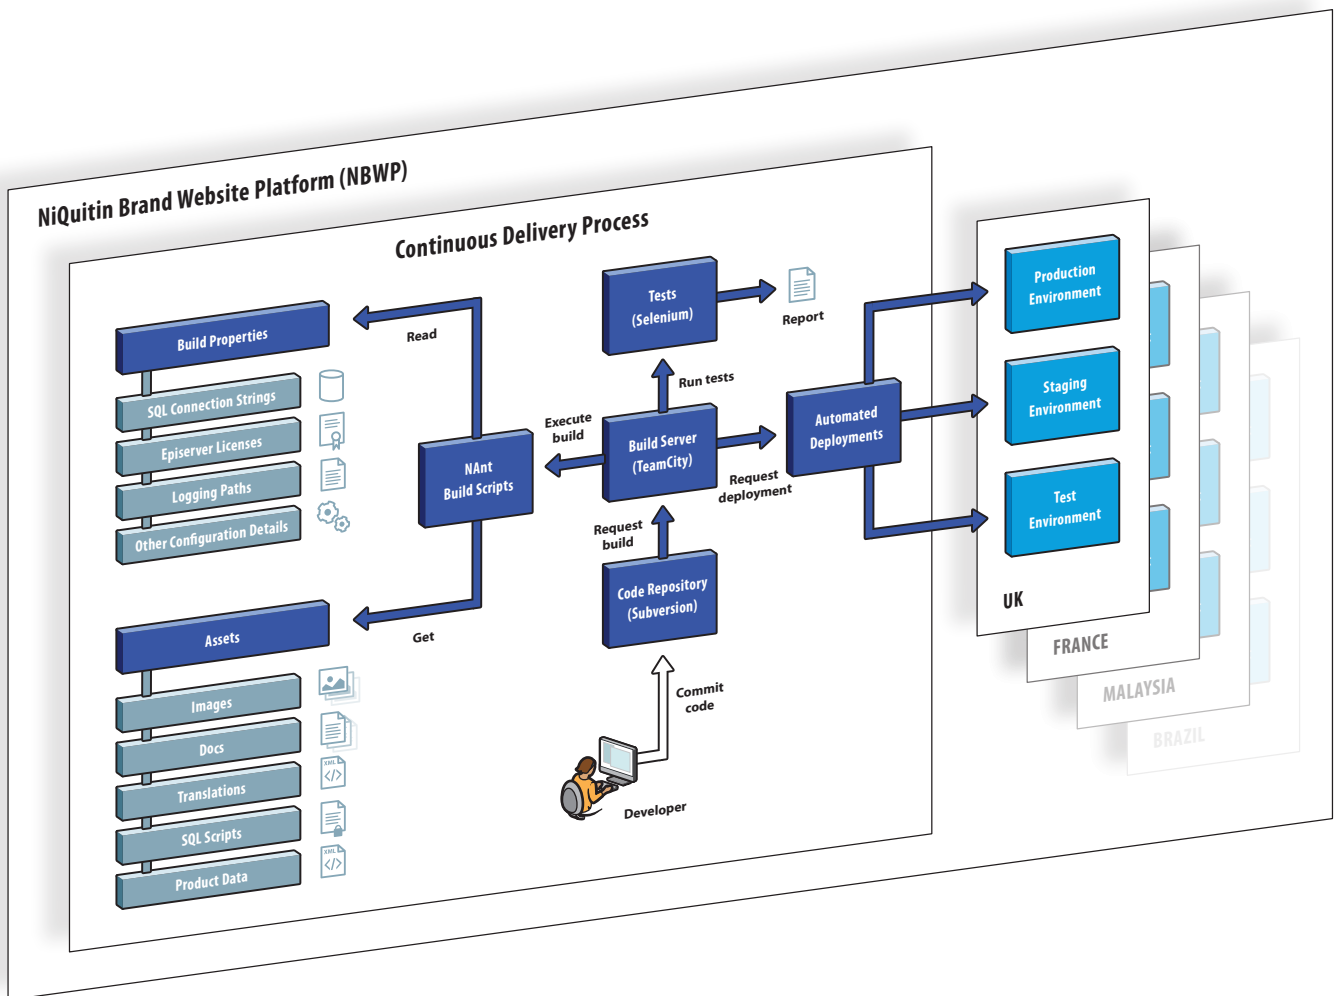 NiQuitin Brand Website Platform (NBWP)
Continuous Delivery Process
Build Properties
SQL Connection Strings
Episerver Licenses
Logging Paths
Other Configuration Details
Read
NAnt
Build Scripts
Get
Assets
Images
Docs
Translations
SQL Scripts
Product Data
XML
XML
Tests
(Selenium)
Report
Run tests
Execute
build
Build Server
(TeamCity)
Request
deployment
Automated
Deployments
Request
build
Code Repository
(Subversion)
Commit
code
Developer
Production
Environment
Staging
Environment
Test
Environment
UK
FRANCE
MALAYSIA
BRAZIL